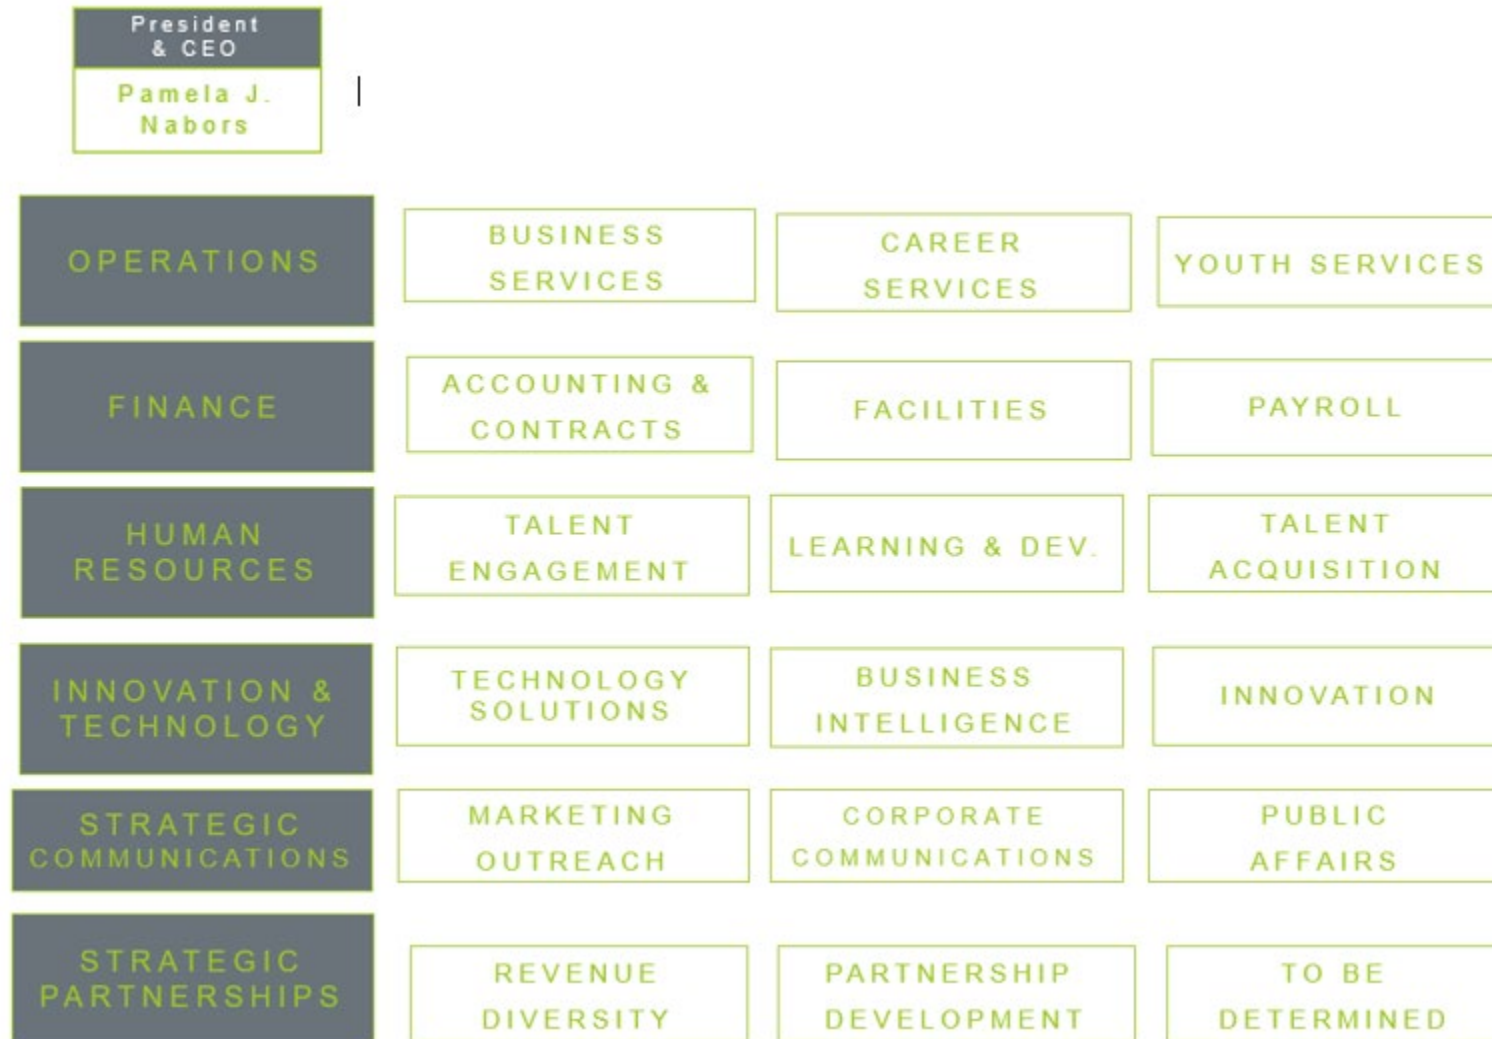 President
& CEO
Pamela J.
Nabors
OPERATIONS
BUSINESS
SERVICES
CAREER
SERVICES
YOUTH SERVICES
FINANCE
ACCOUNTING &
CONTRACTS
FACILITIES
PAYROLL
HUMAN
RESOURCES
TALENT
ENGAGEMENT
LEARNING & DEV.
TALENT
ACQUISITION
INNOVATION &
TECHNOLOGY
TECHNOLOGY
SOLUTIONS
BUSINESS
INTELLIGENCE
INNOVATION
STRATEGIC
COMMUNICATIONS
MARKETING
OUTREACH
CORPORATE
COMMUNICATIONS
PUBLIC
AFFAIRS
STRATEGIC
PARTNERSHIPS
REVENUE
DIVERSITY
PARTNERSHIP
DEVELOPMENT
TO BE
DETERMINED